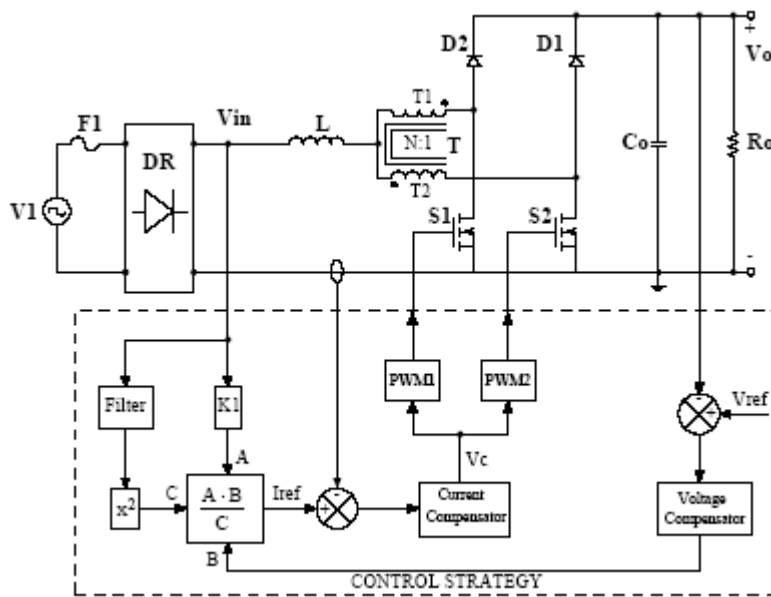 D2
D1
+
Vo
T1
F1
Vin
L
N:1
T
DR
Co
Ro
T2
V1
S1
S2
-
PWM1
PWM2
Filter
K1
-
+
Vref
A
Vc
x²
C
A · B
C
Iref
-
+
Current
Compensator
Voltage
Compensator
B
CONTROL STRATEGY